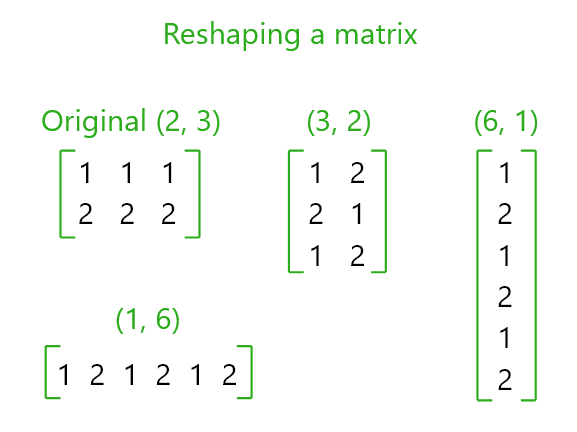 Reshaping a matrix
Original (2, 3)
1 1 1
2 2 2
(3, 2)
1 2
2 1
1 2
(6, 1)
1
2
1
2
1
2
(1, 6)
1 2 1 2 1 2